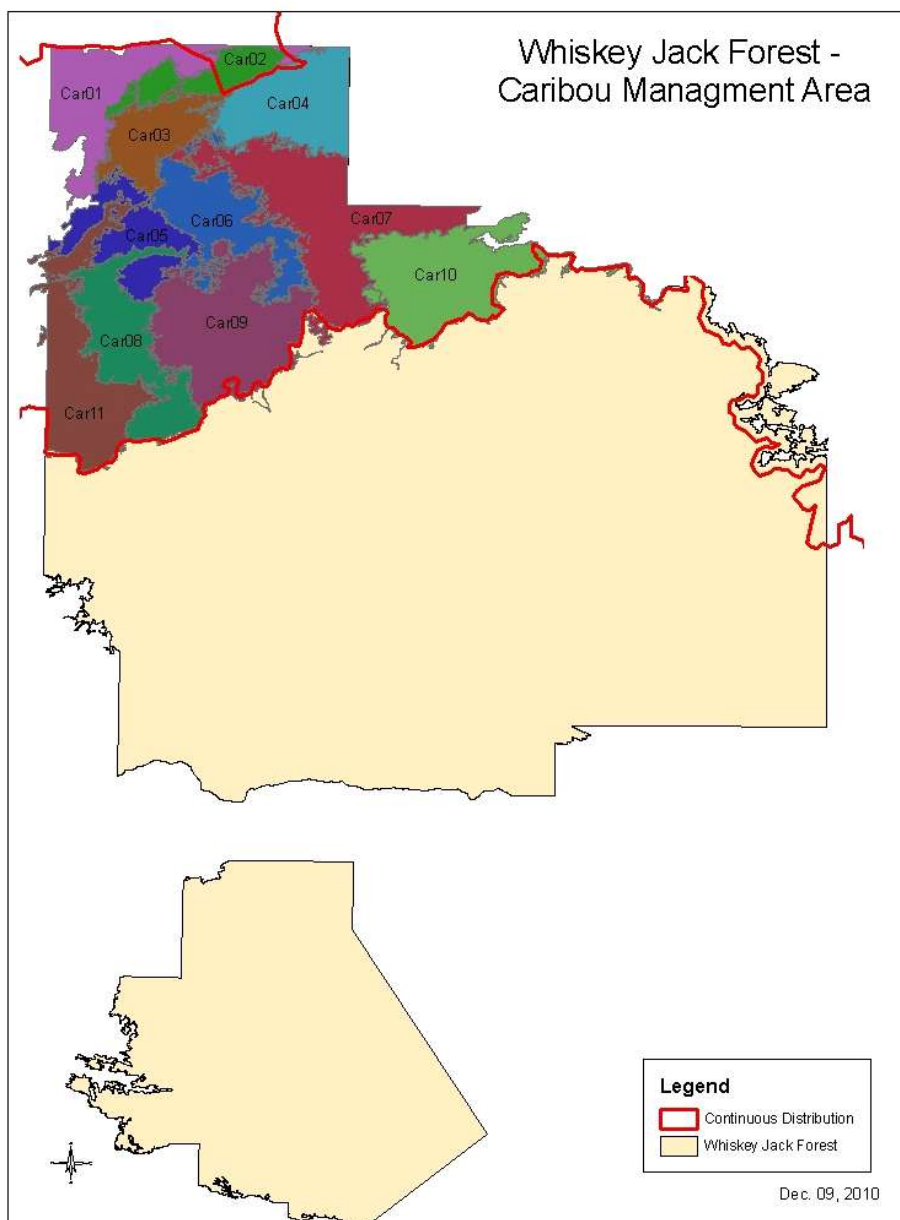 Whiskey Jack Forest -
Caribou Managment Area
Car01
Car02
Car04
Car03
Car05
Car06
Car07
Car10
Car09
Car08
Car11
Legend
Continuous Distribution
Whiskey Jack Forest
Dec. 09, 2010